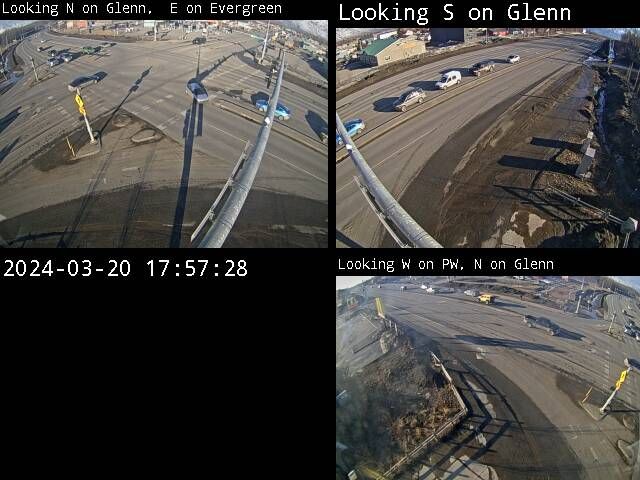 Looking N on Glenn, E on Evergreen
Looking S on Glenn
2024-03-20 17:57:28
Looking W on PW, N on Glenn